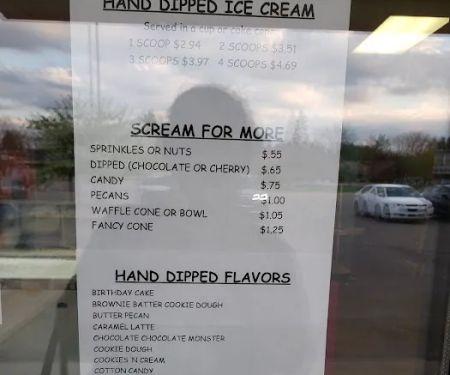 HAND DIPPED ICE CREAM
Served in a cup or cake cone
1 SCOOP $2.94 2 SCOOPS $3.51
3 SCOOPS $3.97 4 SCOOPS $4.69
SCREAM FOR MORE
SPRINKLES OR NUTS $.55
DIPPED (CHOCOLATE OR CHERRY) $.65
CANDY $.75
PECANS $1.00
WAFFLE CONE OR BOWL $1.05
FANCY CONE $1.25
HAND DIPPED FLAVORS
BIRTHDAY CAKE
BROWNIE BATTER COOKIE DOUGH
BUTTER PECAN
CARAMEL LATTE
CHOCOLATE CHOCOLATE MONSTER
COOKIE DOUGH
COOKIES N CREAM
COTTON CANDY